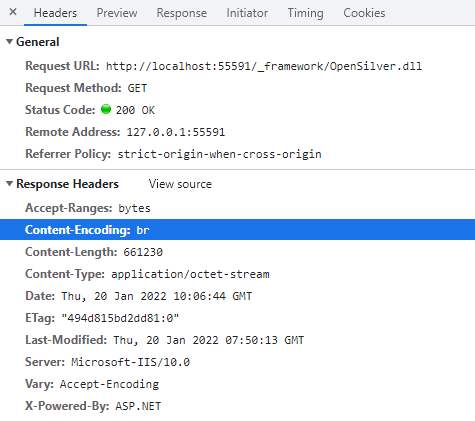 Headers Preview Response Initiator Timing Cookies
General
Request URL: http://localhost:55591/_framework/OpenSilver.dll
Request Method: GET
Status Code: 200 OK
Remote Address: 127.0.0.1:55591
Referrer Policy: strict-origin-when-cross-origin
Response Headers View source
Accept-Ranges: bytes
Content-Encoding: br
Content-Length: 661230
Content-Type: application/octet-stream
Date: Thu, 20 Jan 2022 10:06:44 GMT
ETag: "494d815bd2dd81:0"
Last-Modified: Thu, 20 Jan 2022 07:50:13 GMT
Server: Microsoft-IIS/10.0
Vary: Accept-Encoding
X-Powered-By: ASP.NET